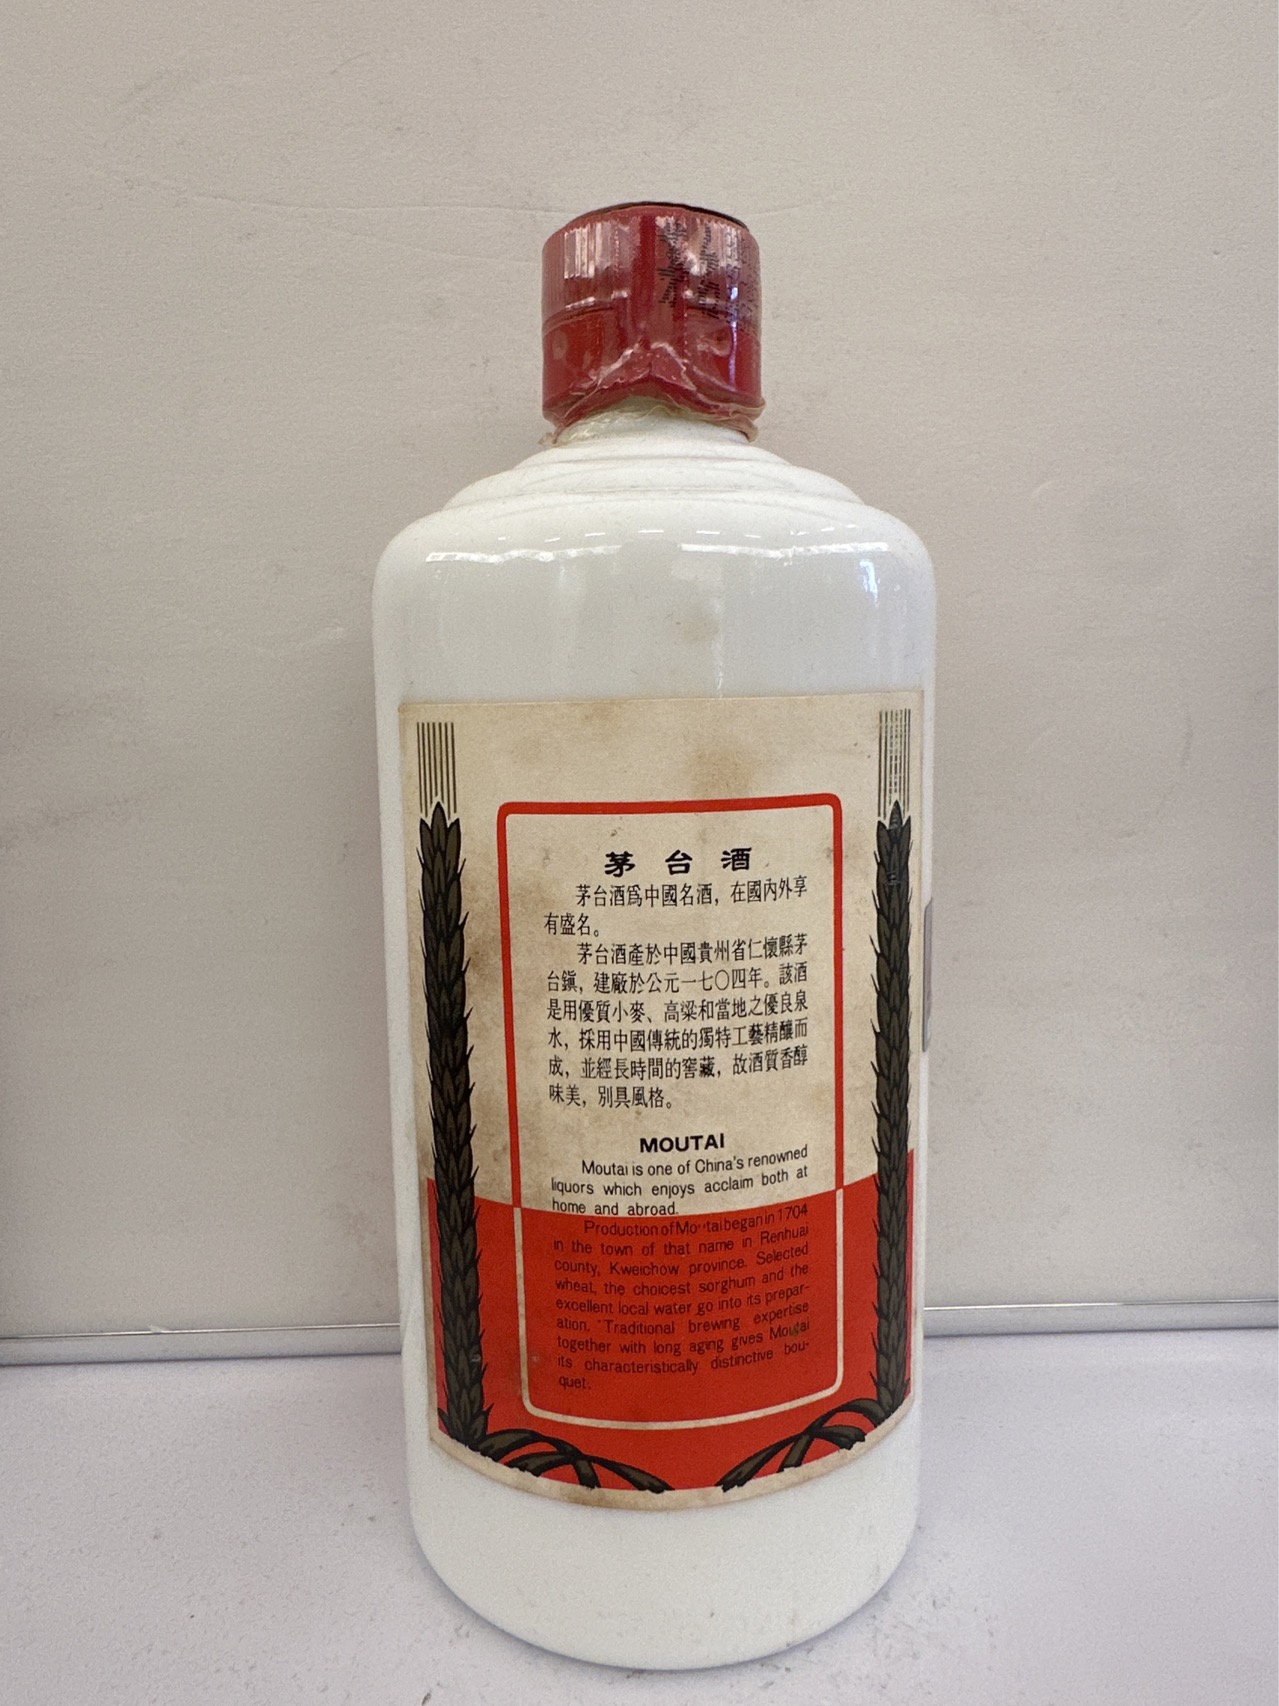 茅台酒
茅台酒爲中國名酒，在國內外享
有盛名。
茅台酒產於中國貴州省仁懷縣茅
台鎭，建廠於公元一七〇四年。該酒
是用優質小麥、高粱和當地之優良泉
水，採用中國傳統的獨特工藝精釀而
成，並經長時間的窖藏，故酒質香醇
味美，別具風格。
MOUTAI
Moutai is one of China's renowned
liquors which enjoys acclaim both at
home and abroad.
Production of Moutai began in 1704
in the town of that name in Renhuai
county, Kweichow province. Selected
wheat, the choicest sorghum and the
excellent local water go into its prepar-
ation. Traditional brewing expertise
together with long aging gives Moutai
its characteristically distinctive bou-
quet.